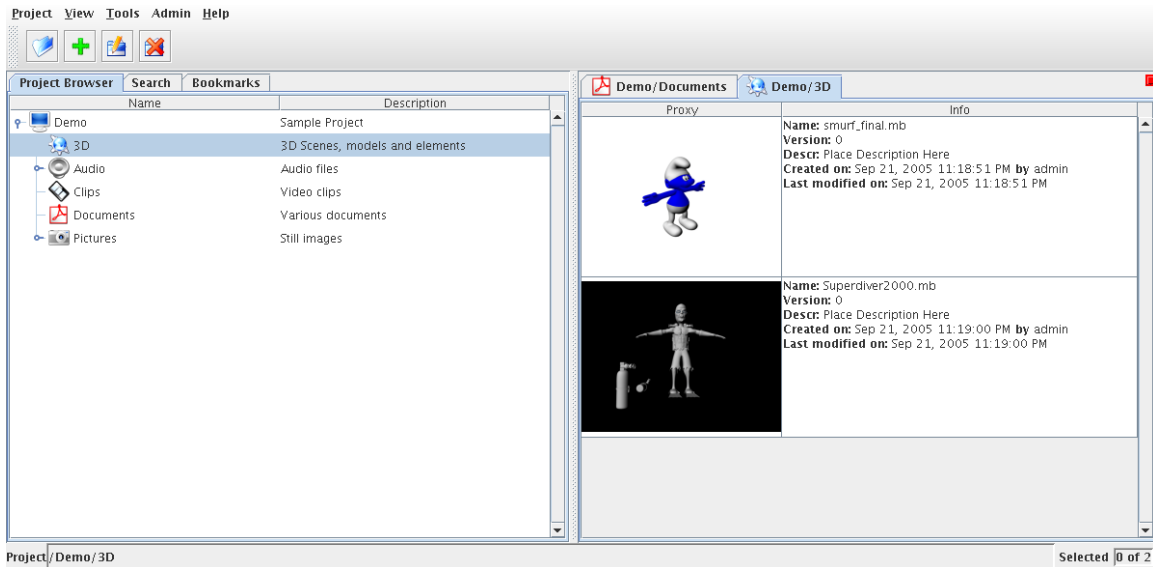 Project View Tools Admin Help
Project Browser Search Bookmarks
Name Description
Demo Sample Project
3D 3D Scenes, models and elements
Audio Audio files
Clips Video clips
Documents Various documents
Pictures Still images
Demo/Documents Demo/3D
Proxy Info
Name: smurf_final.mb
Version: 0
Descr: Place Description Here
Created on: Sep 21, 2005 11:18:51 PM by admin
Last modified on: Sep 21, 2005 11:18:51 PM
Name: Superdiver2000.mb
Version: 0
Descr: Place Description Here
Created on: Sep 21, 2005 11:19:00 PM by admin
Last modified on: Sep 21, 2005 11:19:00 PM
Project /Demo/3D Selected 0 of 2